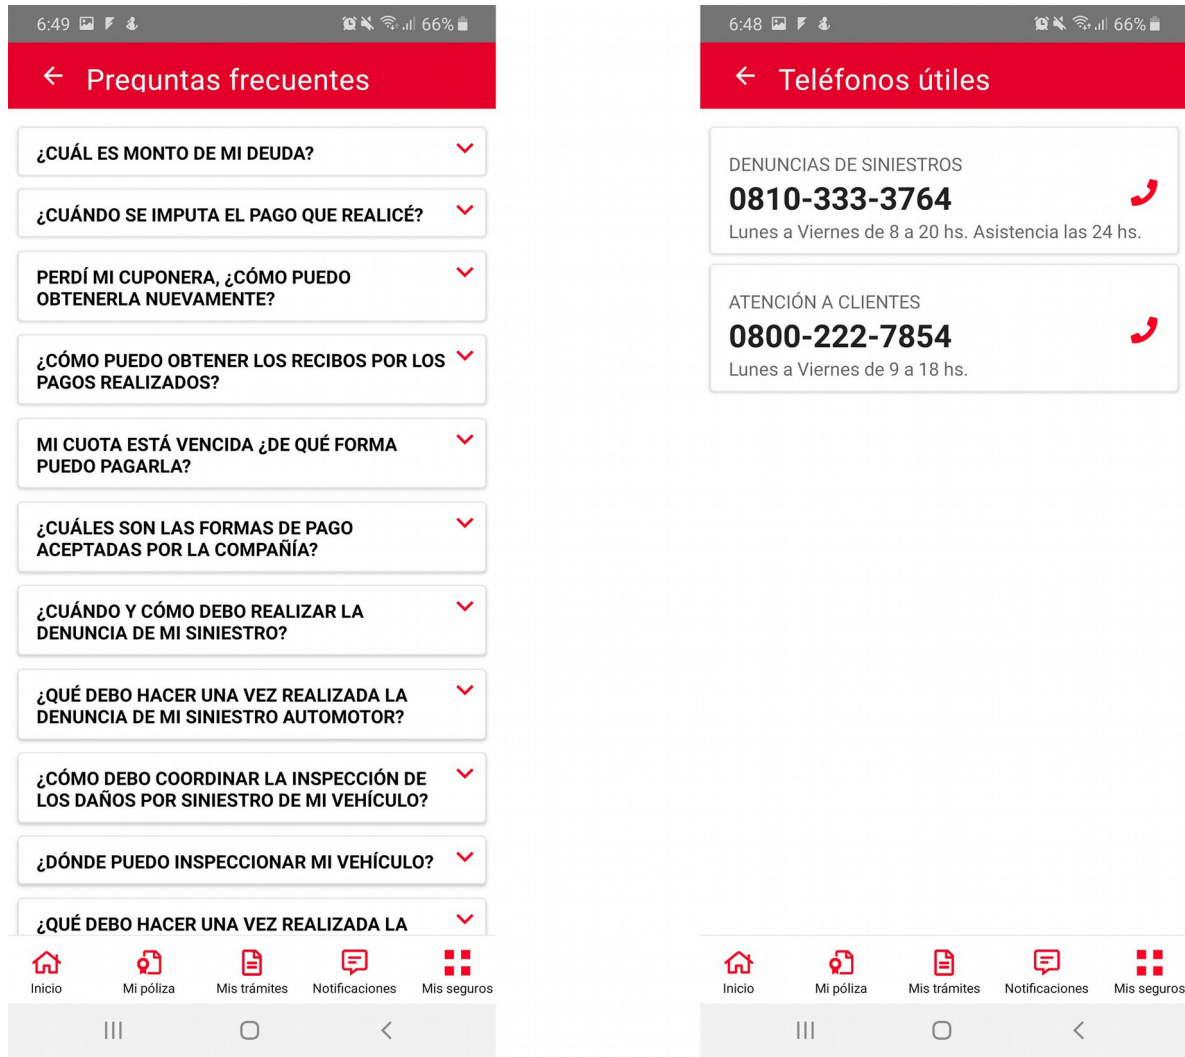 6:49
66%
Preguntas frecuentes
¿CUÁL ES MONTO DE MI DEUDA?
¿CUÁNDO SE IMPUTA EL PAGO QUE REALICÉ?
PERDÍ MI CUPONERA, ¿CÓMO PUEDO
OBTENERLA NUEVAMENTE?
¿CÓMO PUEDO OBTENER LOS RECIBOS POR LOS
PAGOS REALIZADOS?
MI CUOTA ESTÁ VENCIDA ¿DE QUÉ FORMA
PUEDO PAGARLA?
¿CUÁLES SON LAS FORMAS DE PAGO
ACEPTADAS POR LA COMPAÑÍA?
¿CUÁNDO Y CÓMO DEBO REALIZAR LA
DENUNCIA DE MI SINIESTRO?
¿QUÉ DEBO HACER UNA VEZ REALIZADA LA
DENUNCIA DE MI SINIESTRO AUTOMOTOR?
¿CÓMO DEBO COORDINAR LA INSPECCIÓN DE
LOS DAÑOS POR SINIESTRO DE MI VEHÍCULO?
¿DÓNDE PUEDO INSPECCIONAR MI VEHÍCULO?
¿QUÉ DEBO HACER UNA VEZ REALIZADA LA
Inicio Mi póliza Mis trámites Notificaciones Mis seguros
6:48
66%
Teléfonos útiles
DENUNCIAS DE SINIESTROS
0810-333-3764
Lunes a Viernes de 8 a 20 hs. Asistencia las 24 hs.
ATENCIÓN A CLIENTES
0800-222-7854
Lunes a Viernes de 9 a 18 hs.
Inicio Mi póliza Mis trámites Notificaciones Mis seguros